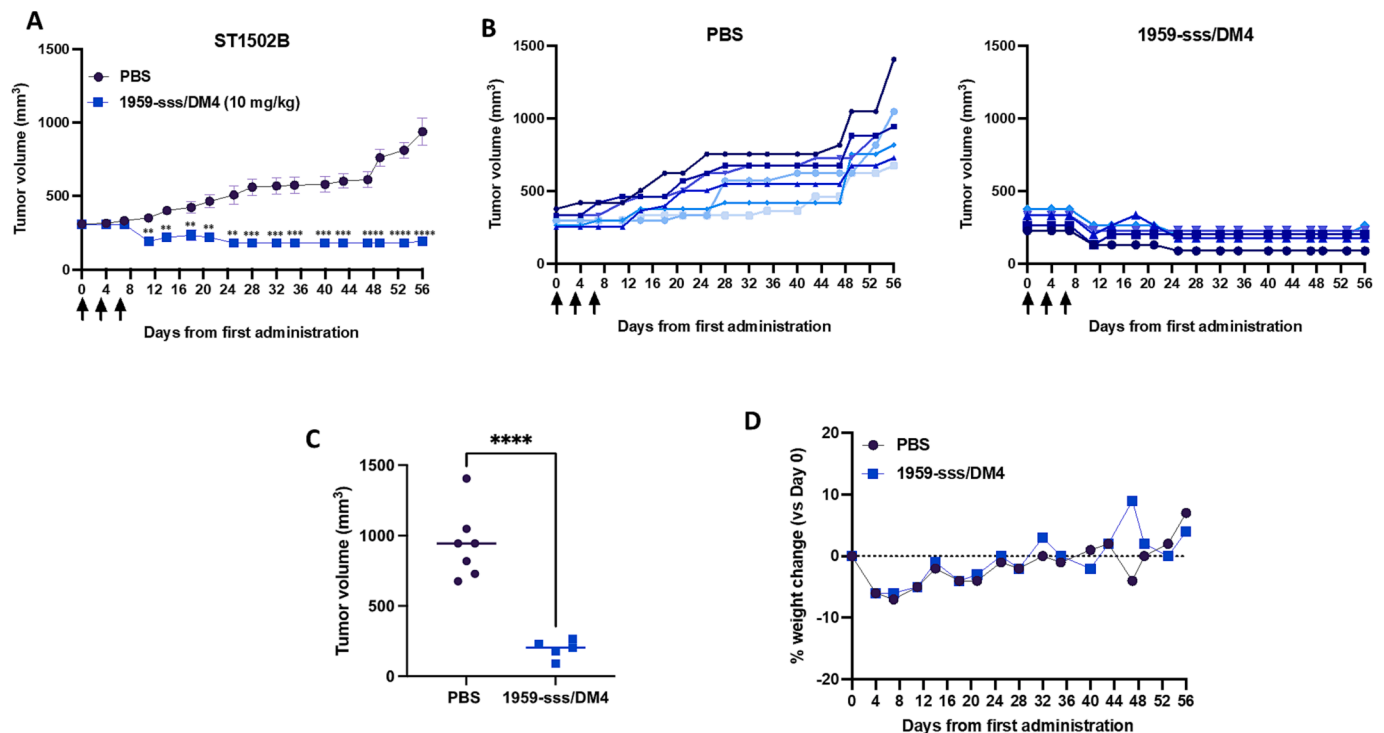 A
ST1502B
Tumor volume (mm3)
1500
1000
500
0
PBS
1959-sss/DM4 (10 mg/kg)
** ** ** ** ** *** *** *** *** *** **** **** **** ****
0 4 8 12 16 20 24 28 32 36 40 44 48 52 56
Days from first administration
B
PBS
Tumor volume (mm3)
1500
1000
500
0
0 4 8 12 16 20 24 28 32 36 40 44 48 52 56
Days from first administration
1959-sss/DM4
Tumor volume (mm3)
1500
1000
500
0
0 4 8 12 16 20 24 28 32 36 40 44 48 52 56
Days from first administration
C
****
Tumor volume (mm3)
1500
1000
500
0
PBS 1959-sss/DM4
D
% weight change (vs Day 0)
20
10
0
-10
-20
PBS
1959-sss/DM4
0 4 8 12 16 20 24 28 32 36 40 44 48 52 56
Days from first administration